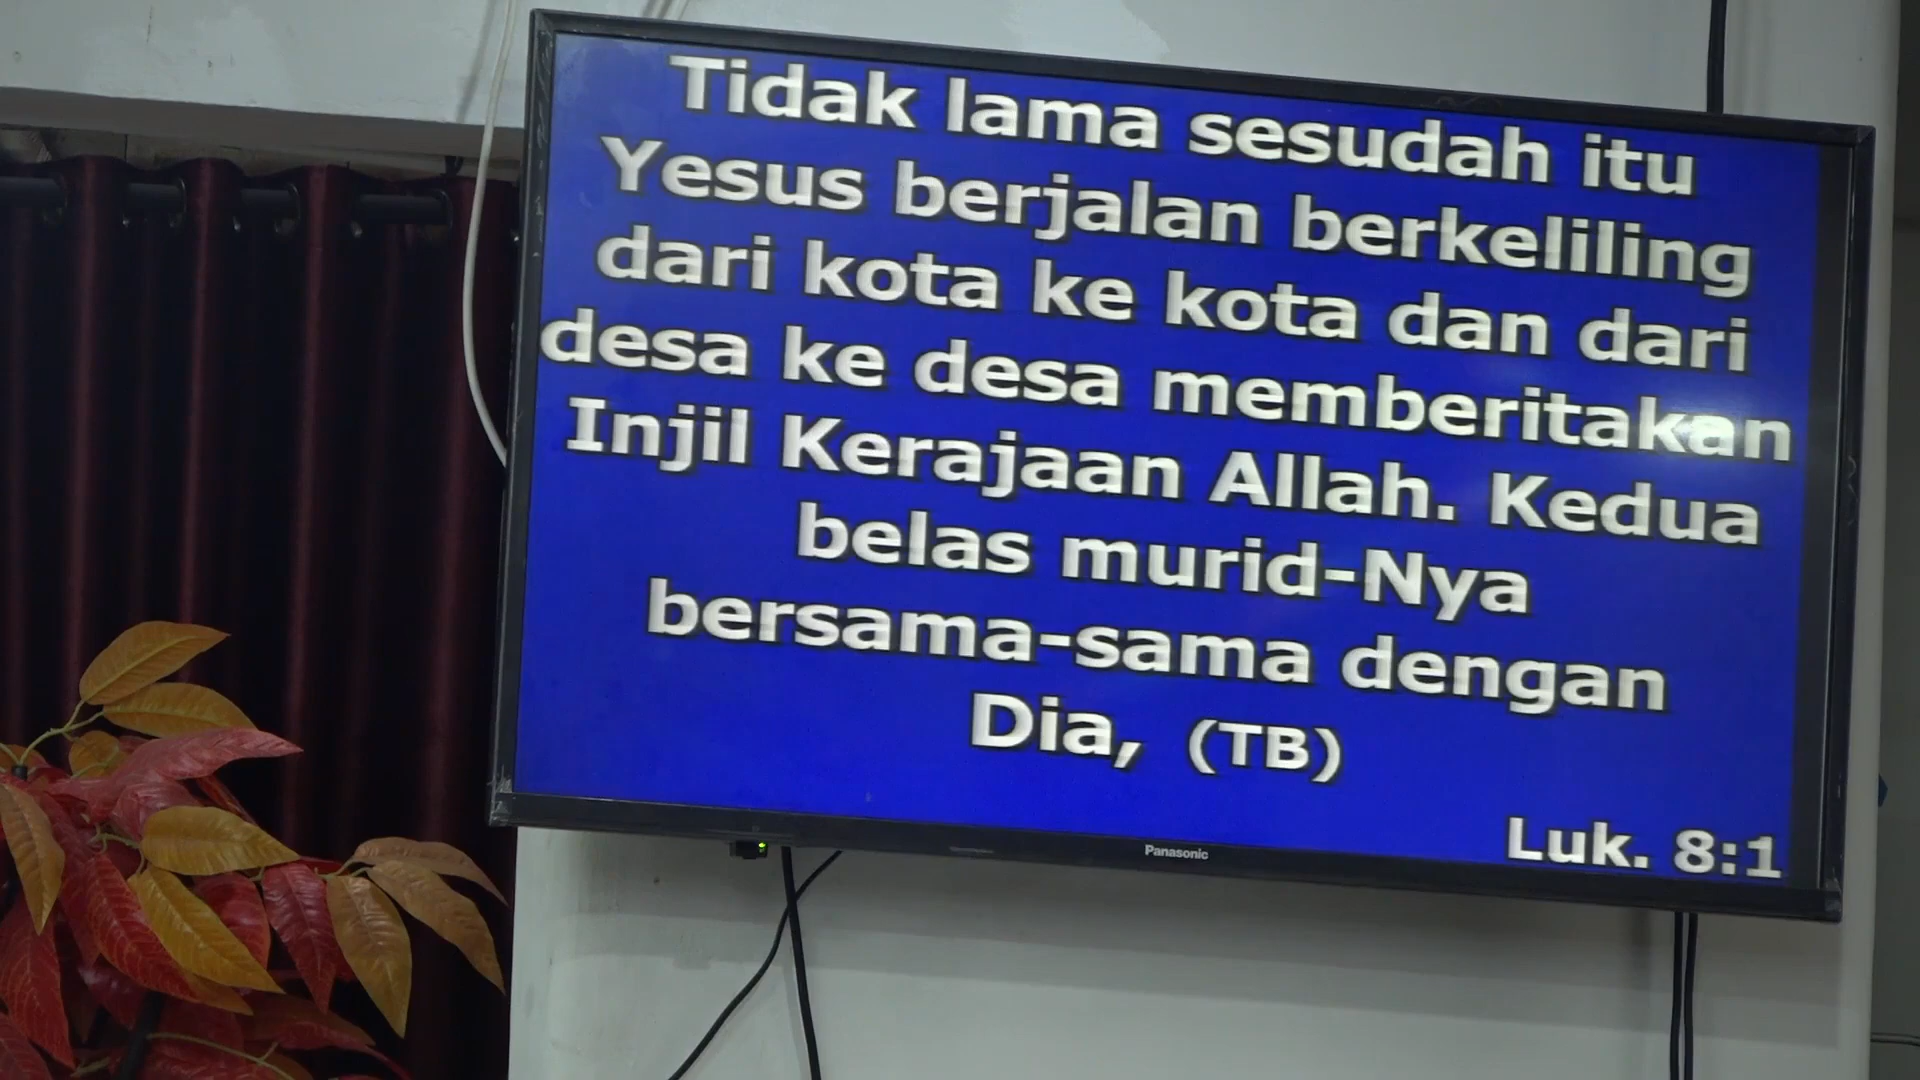 Tidak lama sesudah itu
Yesus berjalan berkeliling
dari kota ke kota dan dari
desa ke desa memberitakan
Injil Kerajaan Allah. Kedua
belas murid-Nya
bersama-sama dengan
Dia, (TB)
Luk. 8:1
Panasonic